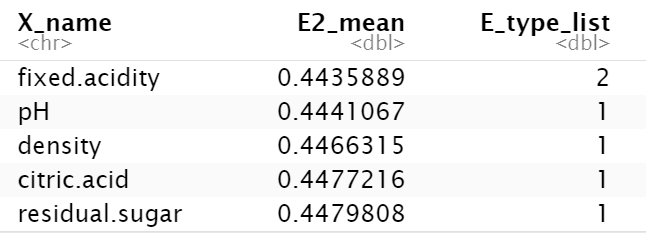 X_name E2_mean E_type_list
<chr> <dbl> <dbl>
fixed.acidity 0.4435889 2
pH 0.4441067 1
density 0.4466315 1
citric.acid 0.4477216 1
residual.sugar 0.4479808 1